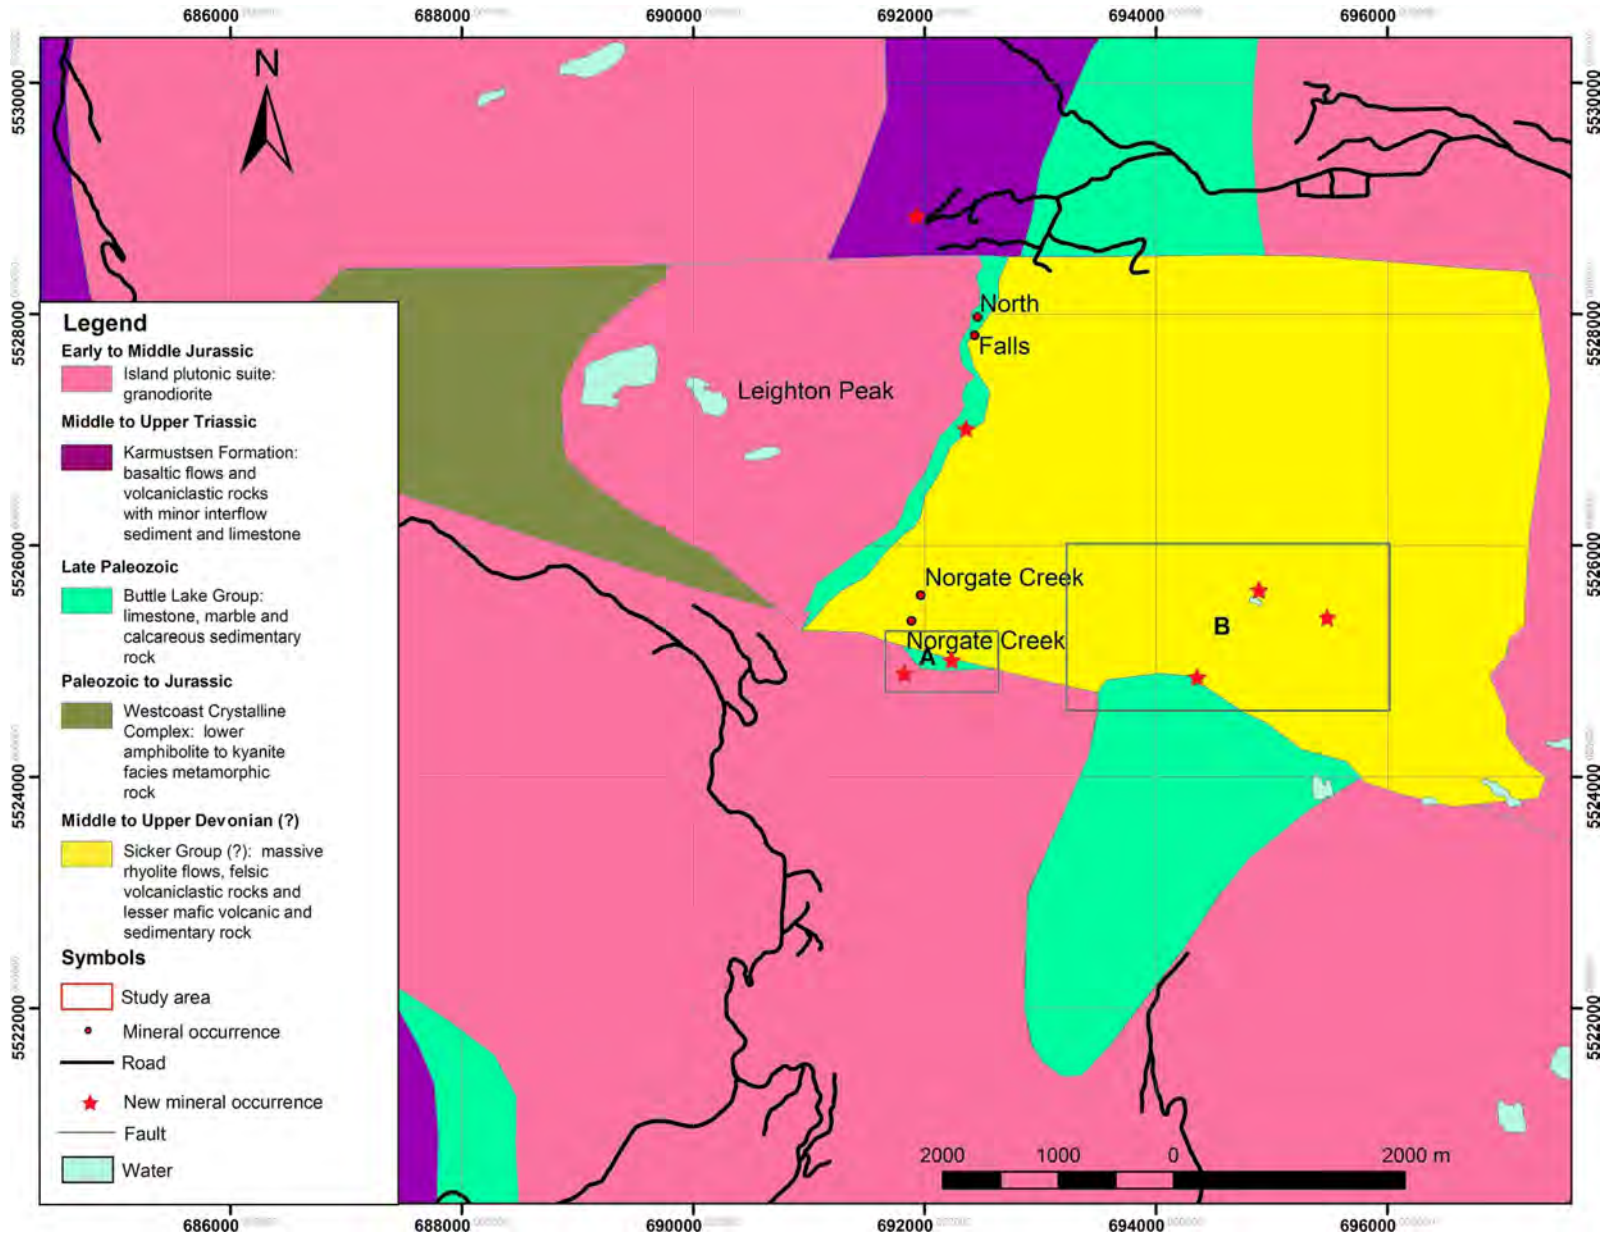 686000 688000 690000 692000 694000 696000
5530000
5530000
N
5528000
5528000
North
Falls
Leighton Peak
5526000
5526000
Norgate Creek
Norgate Creek
A
B
5524000
5524000
5522000
5522000
Legend
Early to Middle Jurassic
Island plutonic suite:
granodiorite
Middle to Upper Triassic
Karmustsen Formation:
basaltic flows and
volcaniclastic rocks
with minor interflow
sediment and limestone
Late Paleozoic
Buttle Lake Group:
limestone, marble and
calcareous sedimentary
rock
Paleozoic to Jurassic
Westcoast Crystalline
Complex: lower
amphibolite to kyanite
facies metamorphic
rock
Middle to Upper Devonian (?)
Sicker Group (?): massive
rhyolite flows, felsic
volcaniclastic rocks and
lesser mafic volcanic and
sedimentary rock
Symbols
Study area
Mineral occurrence
Road
New mineral occurrence
Fault
Water
2000 1000 0 2000 m
686000 688000 690000 692000 694000 696000